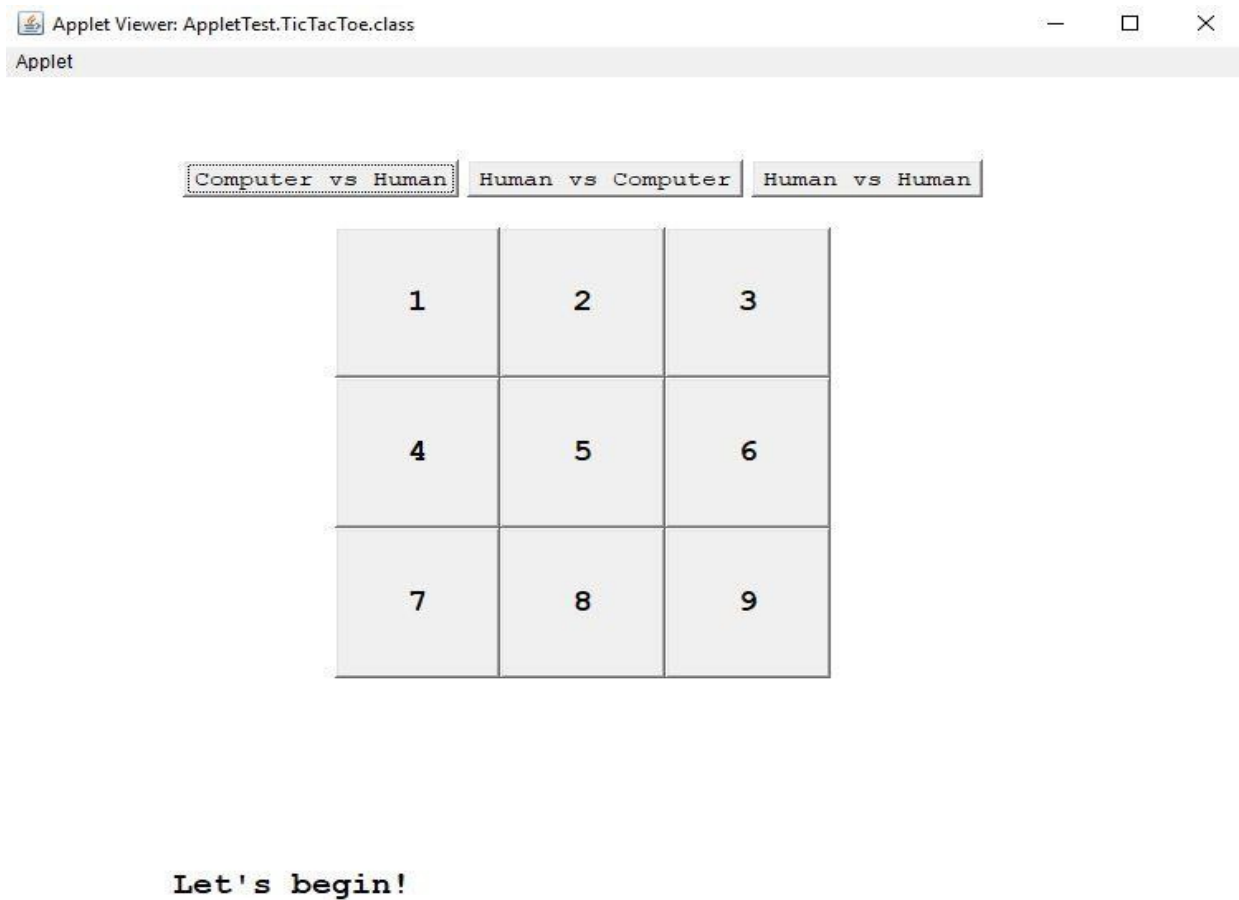 Applet Viewer: AppletTest.TicTacToe.class
Applet
Computer vs Human Human vs Computer Human vs Human
1 2 3
4 5 6
7 8 9
Let's begin!